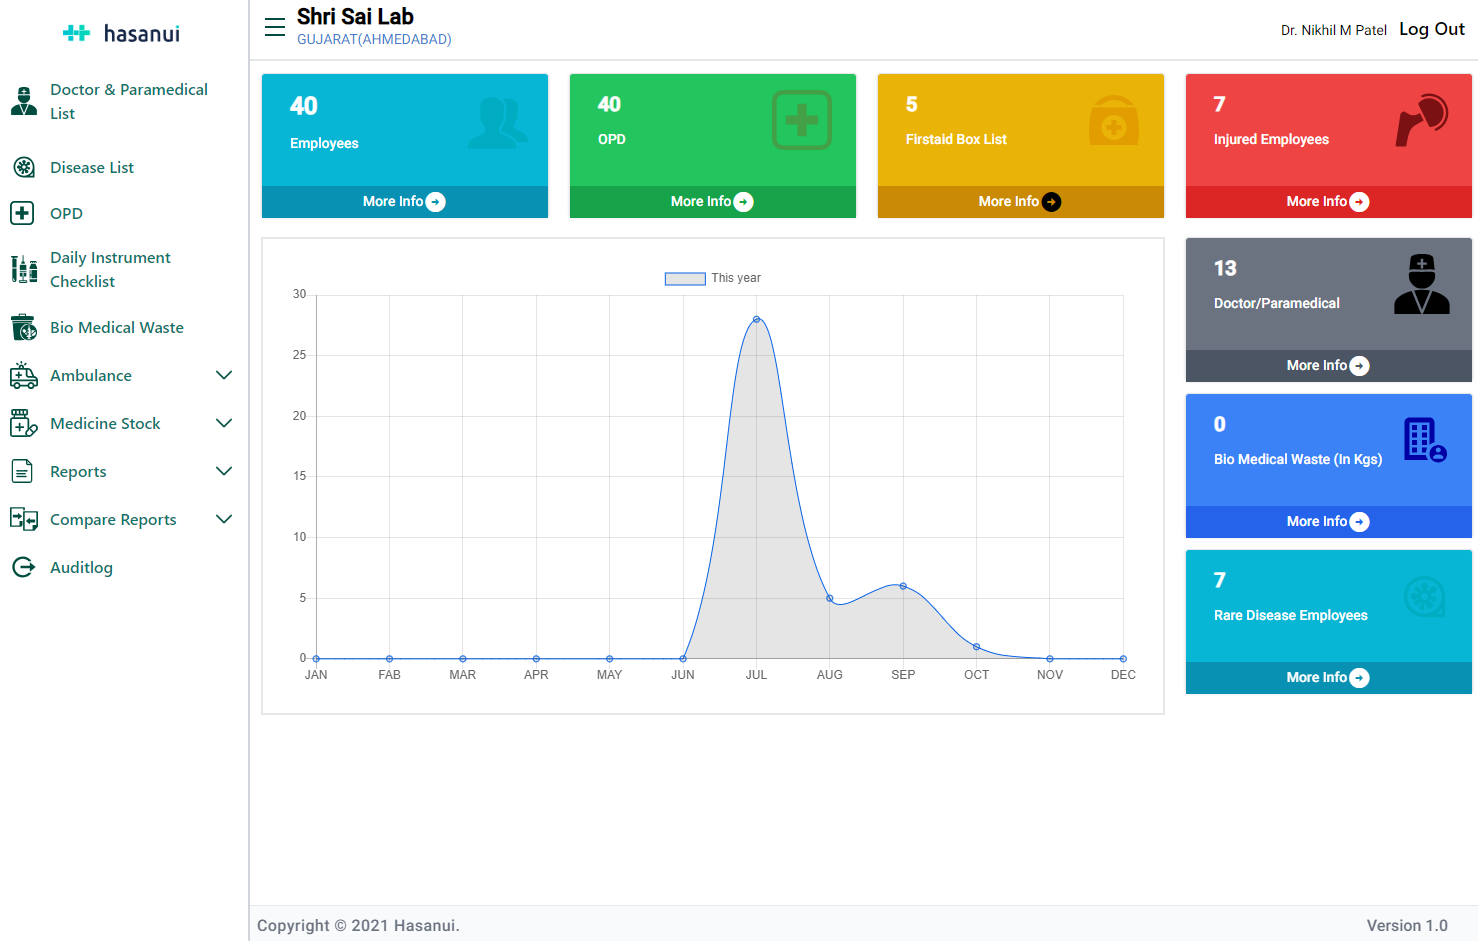 hasanui
Doctor & Paramedical
List
Disease List
OPD
Daily Instrument
Checklist
Bio Medical Waste
Ambulance
Medicine Stock
Reports
Compare Reports
Auditlog
Shri Sai Lab
GUJARAT(AHMEDABAD)
Dr. Nikhil M Patel Log Out
40
Employees
More Info
40
OPD
More Info
5
Firstaid Box List
More Info
7
Injured Employees
More Info
This year
30
25
20
15
10
5
0
JAN FAB MAR APR MAY JUN JUL AUG SEP OCT NOV DEC
13
Doctor/Paramedical
More Info
0
Bio Medical Waste (In Kgs)
More Info
7
Rare Disease Employees
More Info
Copyright © 2021 Hasanui.
Version 1.0